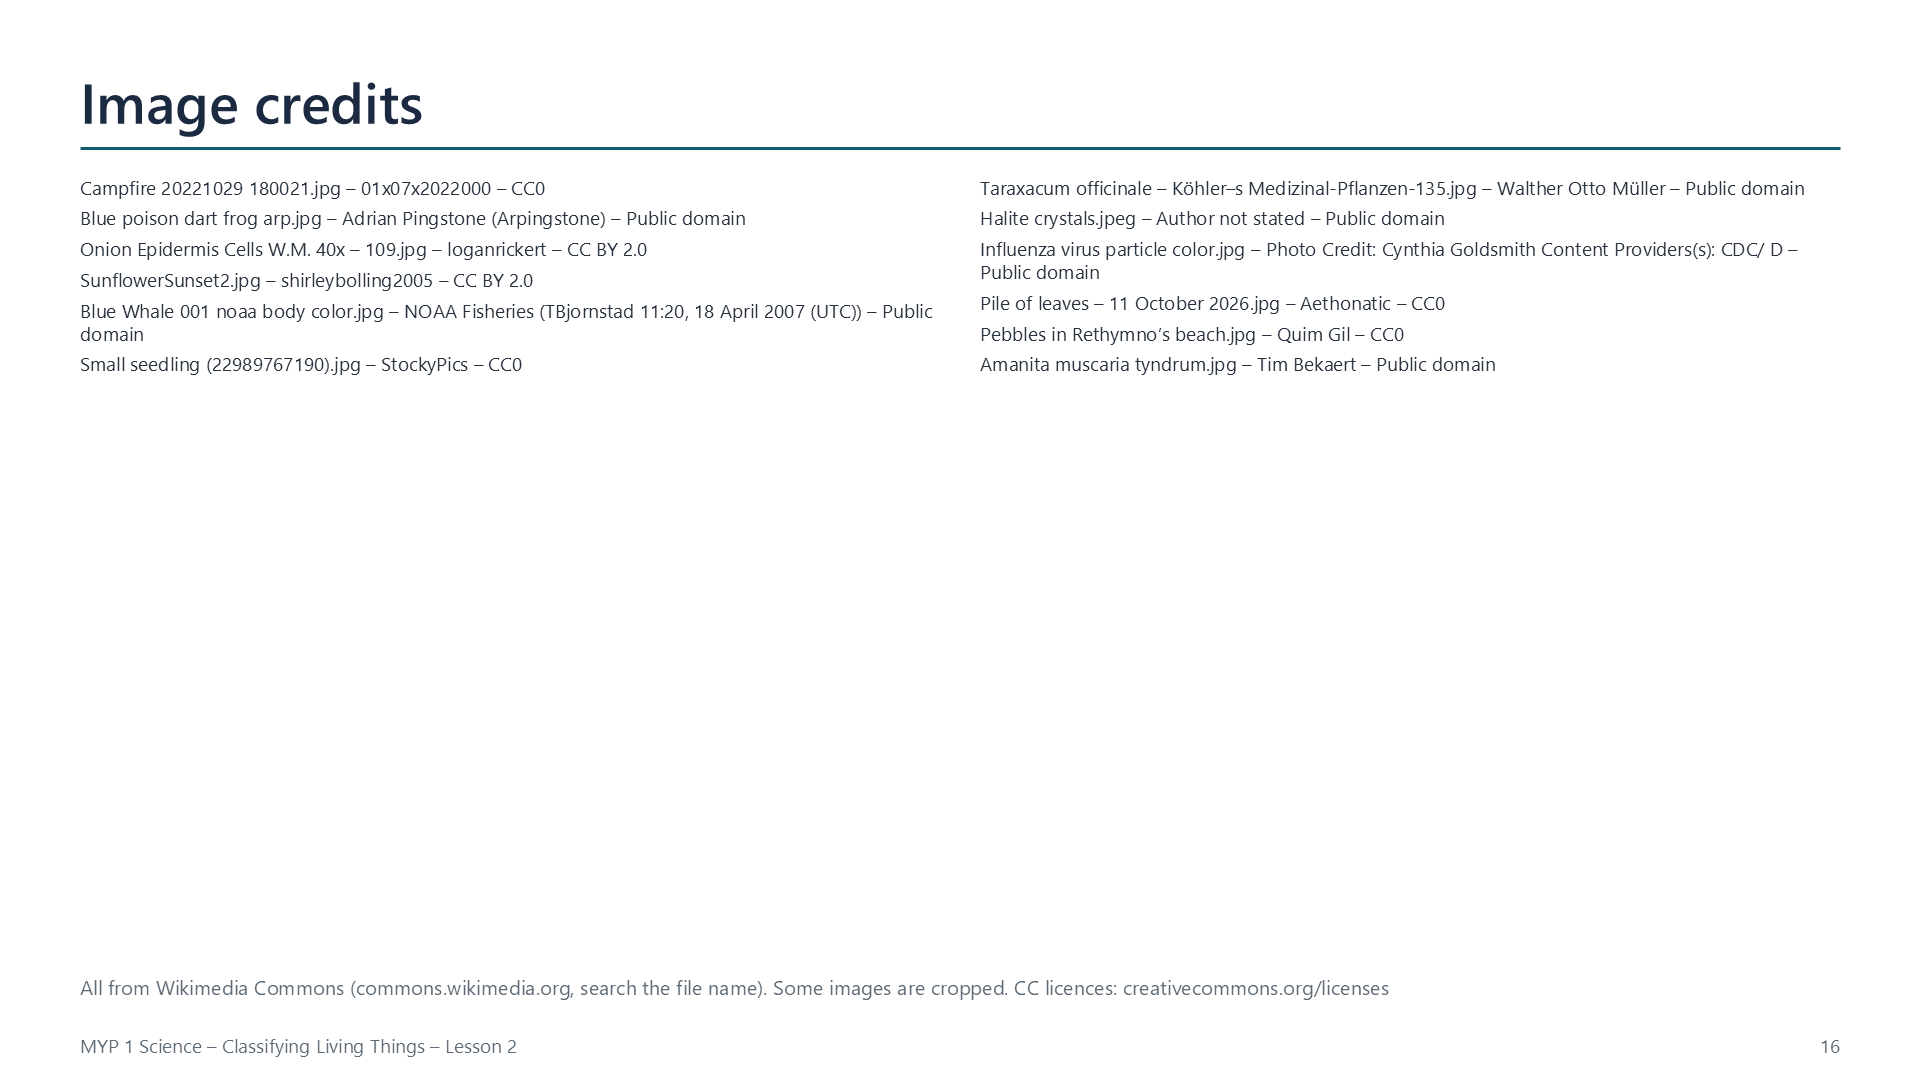 Image credits
Campfire 20221029 180021.jpg – 01x07x2022000 – CC0
Blue poison dart frog arp.jpg – Adrian Pingstone (Arpingstone) – Public domain
Onion Epidermis Cells W.M. 40x – 109.jpg – loganrickert – CC BY 2.0
SunflowerSunset2.jpg – shirleybolling2005 – CC BY 2.0
Blue Whale 001 noaa body color.jpg – NOAA Fisheries (TBjornstad 11:20, 18 April 2007 (UTC)) – Public
domain
Small seedling (22989767190).jpg – StockyPics – CC0
Taraxacum officinale – Köhler–s Medizinal-Pflanzen-135.jpg – Walther Otto Müller – Public domain
Halite crystals.jpeg – Author not stated – Public domain
Influenza virus particle color.jpg – Photo Credit: Cynthia Goldsmith Content Providers(s): CDC/ D –
Public domain
Pile of leaves – 11 October 2026.jpg – Aethonatic – CC0
Pebbles in Rethymno’s beach.jpg – Quim Gil – CC0
Amanita muscaria tyndrum.jpg – Tim Bekaert – Public domain
All from Wikimedia Commons (commons.wikimedia.org, search the file name). Some images are cropped. CC licences: creativecommons.org/licenses
MYP 1 Science – Classifying Living Things – Lesson 2
16